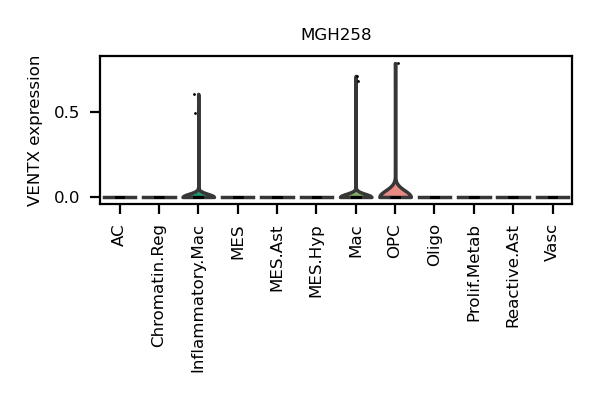 MGH258
VENTX expression
0.5
0.0
AC
Chromatin.Reg
Inflammatory.Mac
MES
MES.Ast
MES.Hyp
Mac
OPC
Oligo
Prolif.Metab
Reactive.Ast
Vasc